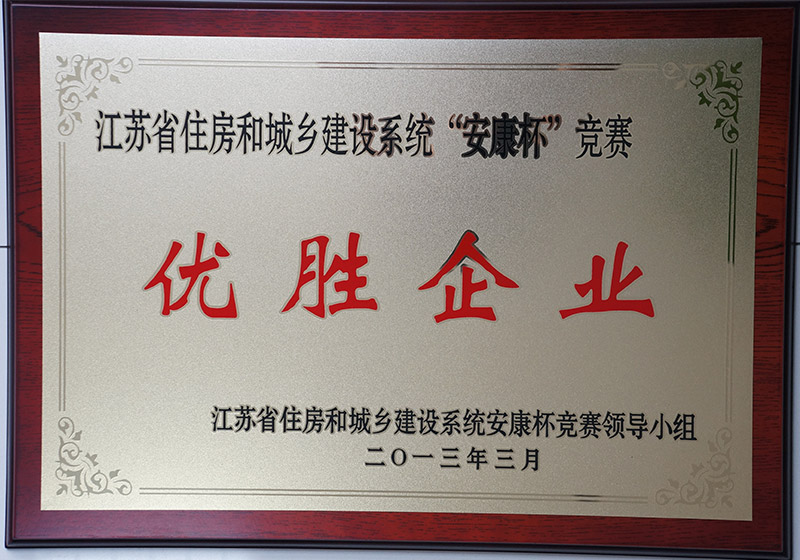 江苏省住房和城乡建设系统“安康杯”竞赛
优胜企业
江苏省住房和城乡建设系统安康杯竞赛领导小组
二〇一三年三月